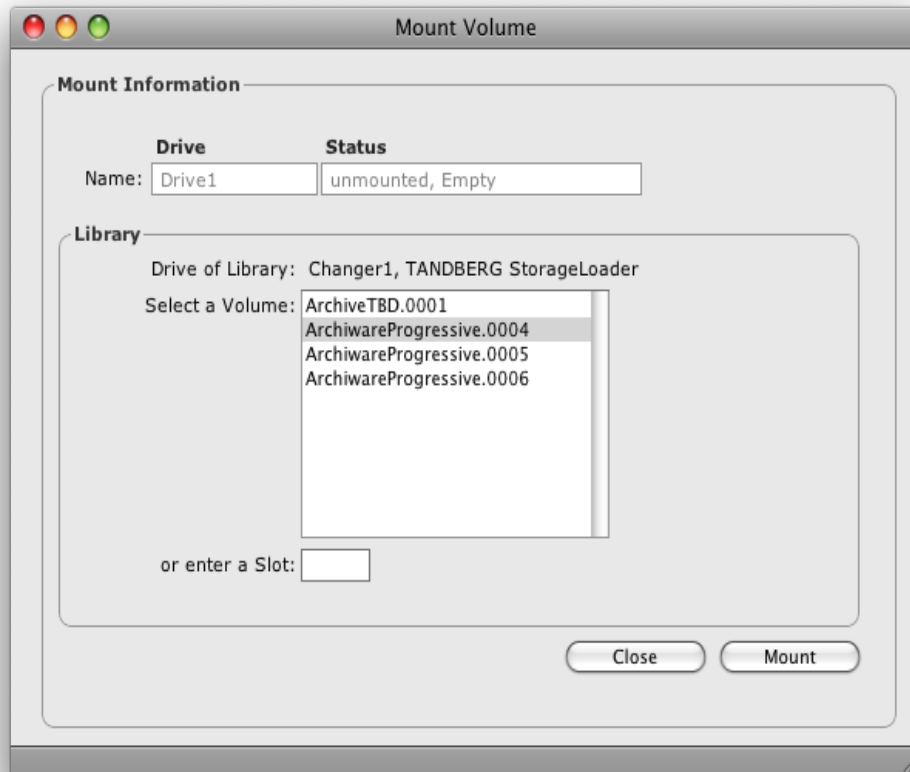 Mount Volume
Mount Information
Drive Status
Name: Drive1 unmounted, Empty
Library
Drive of Library: Changer1, TANDBERG StorageLoader
Select a Volume: ArchiveTBD.0001
ArchiwareProgressive.0004
ArchiwareProgressive.0005
ArchiwareProgressive.0006
or enter a Slot:
Close Mount